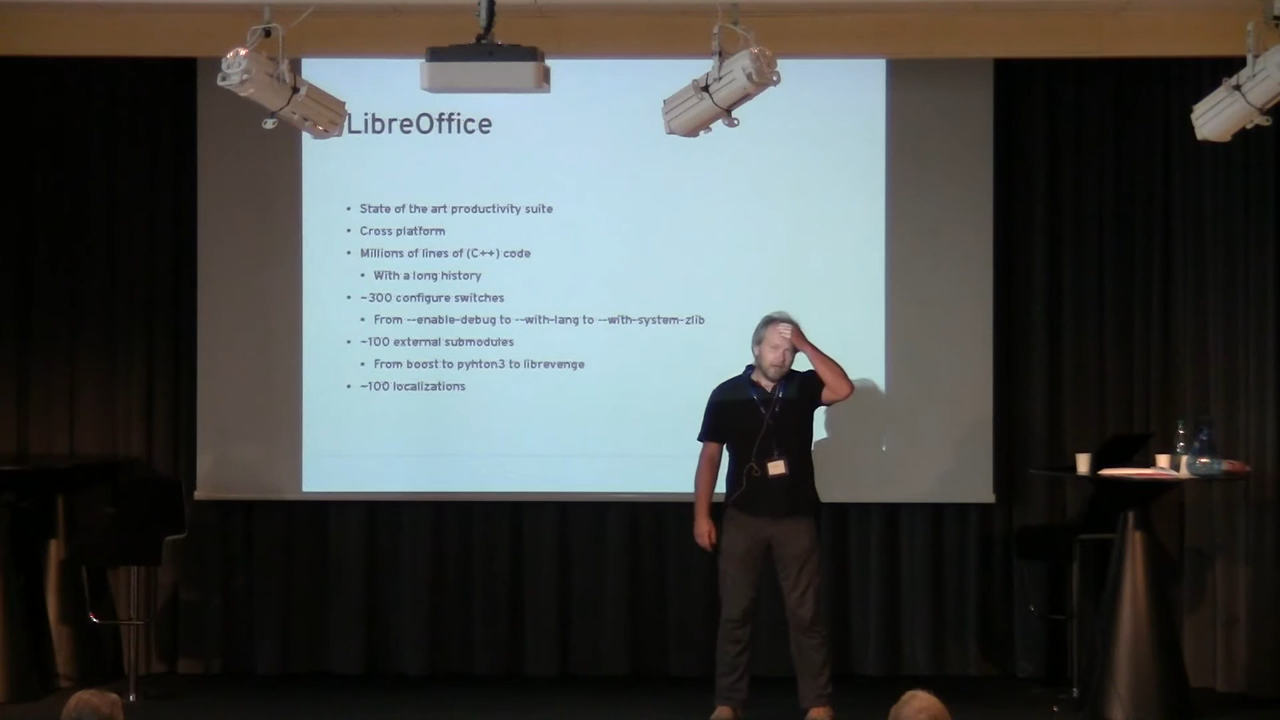 LibreOffice
• State of the art productivity suite
• Cross platform
• Millions of lines of (C++) code
• With a long history
• ~300 configure switches
• From --enable-debug to --with-lang to --with-system-zlib
• ~100 external submodules
• From boost to pyhton3 to librevenge
• ~100 localizations